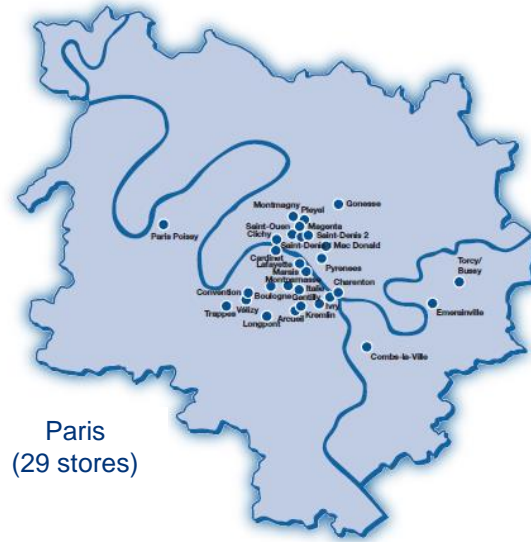 Gonesse
Montmagny
Pleyel
Saint-Ouen
Magenta
Paris Poissy
Clichy
Saint-Denis 2
Saint-Denis
Mac Donald
Cardinet
Lafayette
Pyrenees
Marais
Torcy/
Bussy
Montparnasse
Charenton
Convention
Italie
Boulogne
Gentilly
Vélizy
Ivry
Emerainville
Trappes
Arcueil
Kremlin
Longpont
Combs-la-Ville
Paris
(29 stores)